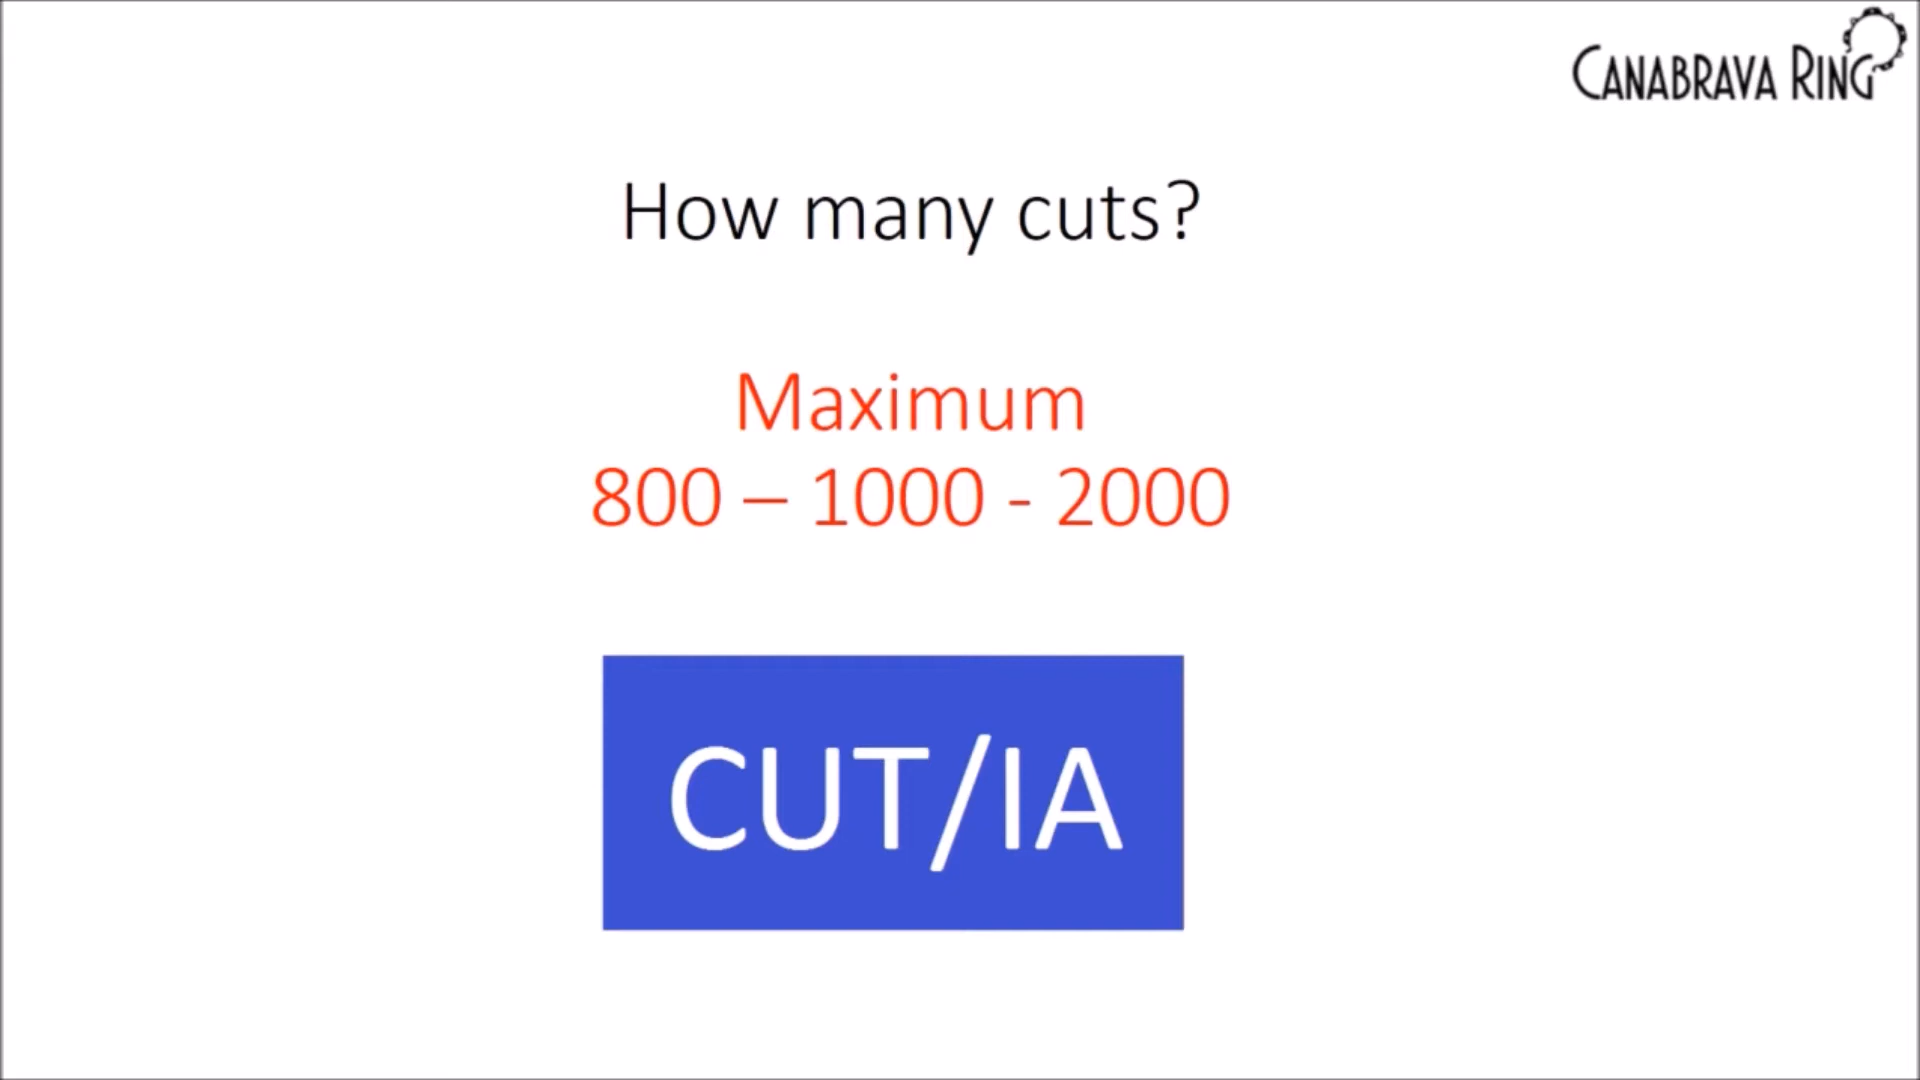 CANABRAVA RING
How many cuts?
Maximum
800 – 1000 - 2000
CUT/IA